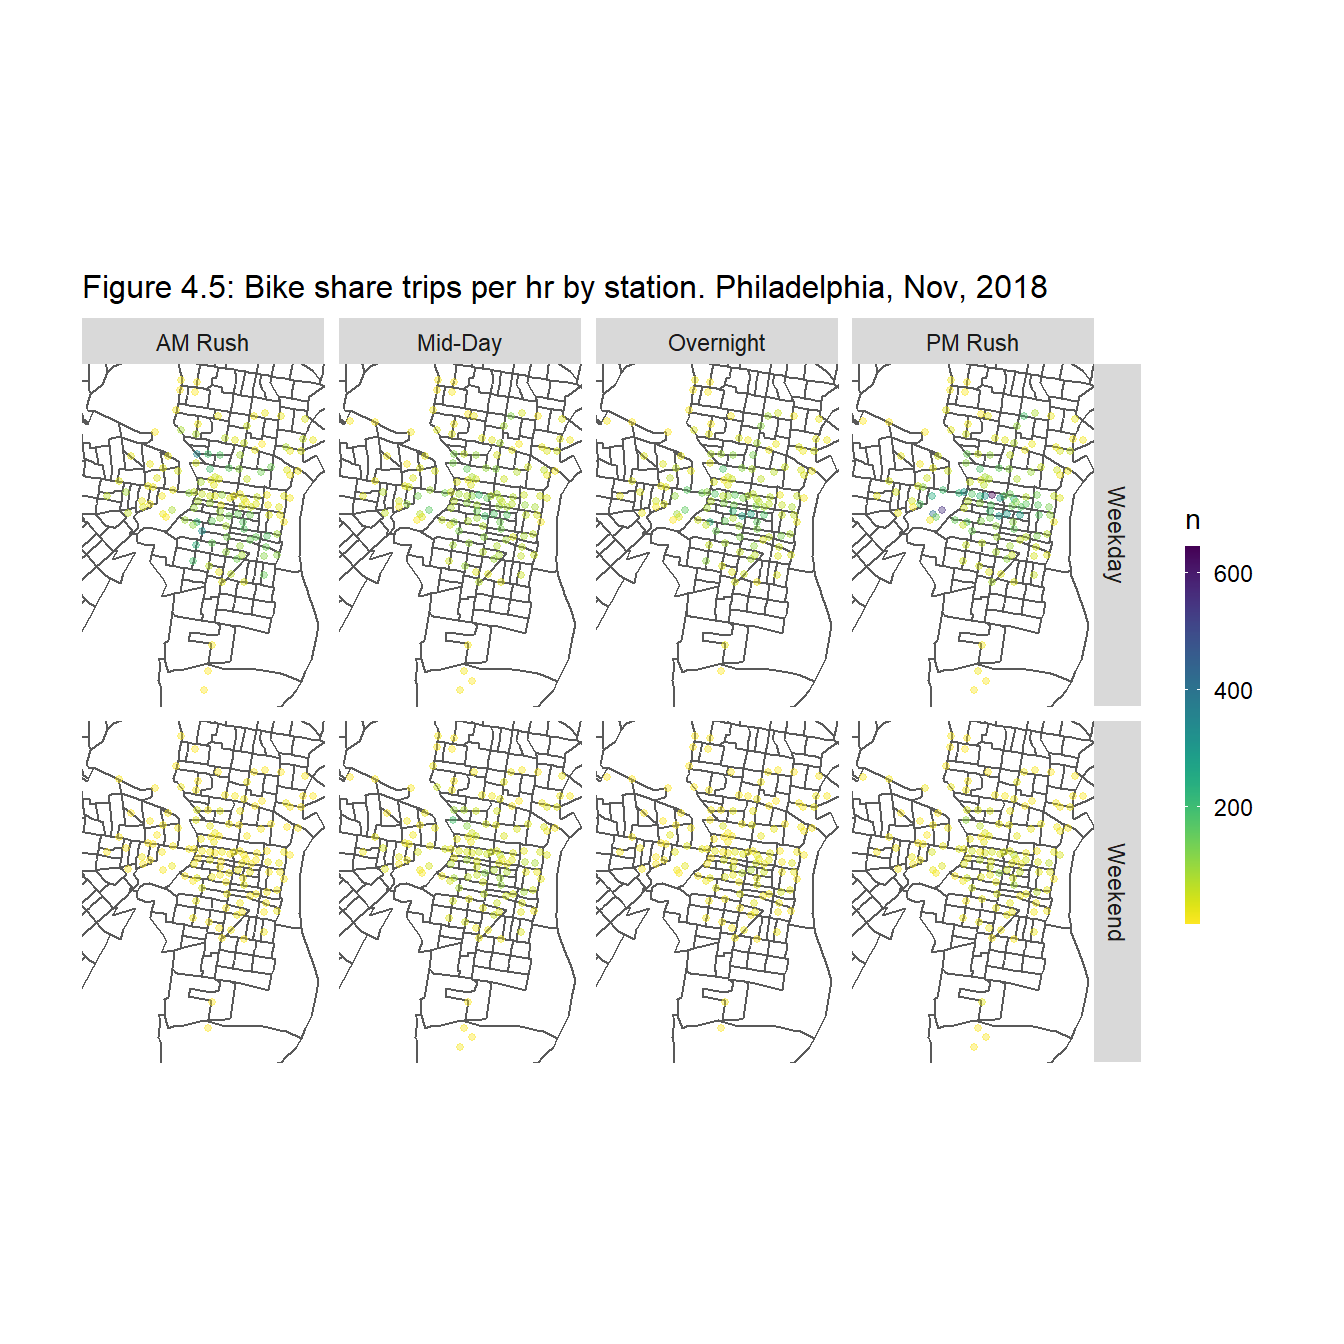 Figure 4.5: Bike share trips per hr by station. Philadelphia, Nov, 2018
AM Rush
Mid-Day
Overnight
PM Rush
Weekday
Weekend
n
600
400
200